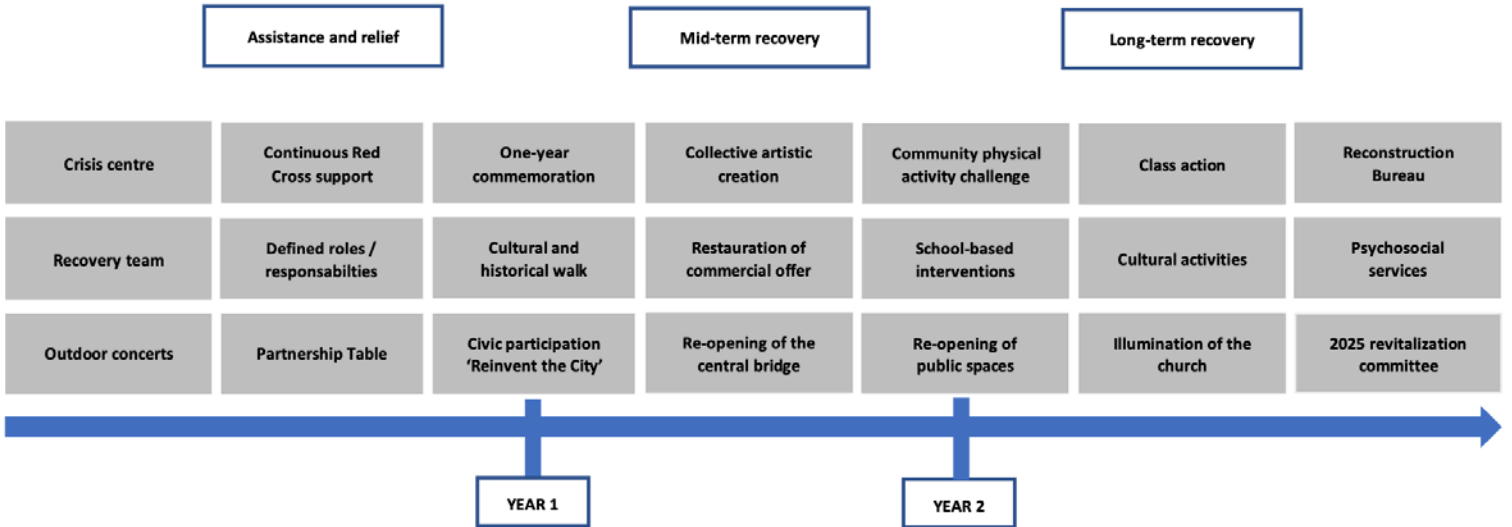 Assistance and relief
Mid-term recovery
Long-term recovery
Crisis centre
Continuous Red
Cross support
One-year
commemoration
Collective artistic
creation
Community physical
activity challenge
Class action
Reconstruction
Bureau
Recovery team
Defined roles /
responsabilties
Cultural and
historical walk
Restauration of
commercial offer
School-based
interventions
Cultural activities
Psychosocial
services
Outdoor concerts
Partnership Table
Civic participation
‘Reinvent the City’
Re-opening of the
central bridge
Re-opening of
public spaces
Illumination of the
church
2025 revitalization
committee
YEAR 1
YEAR 2